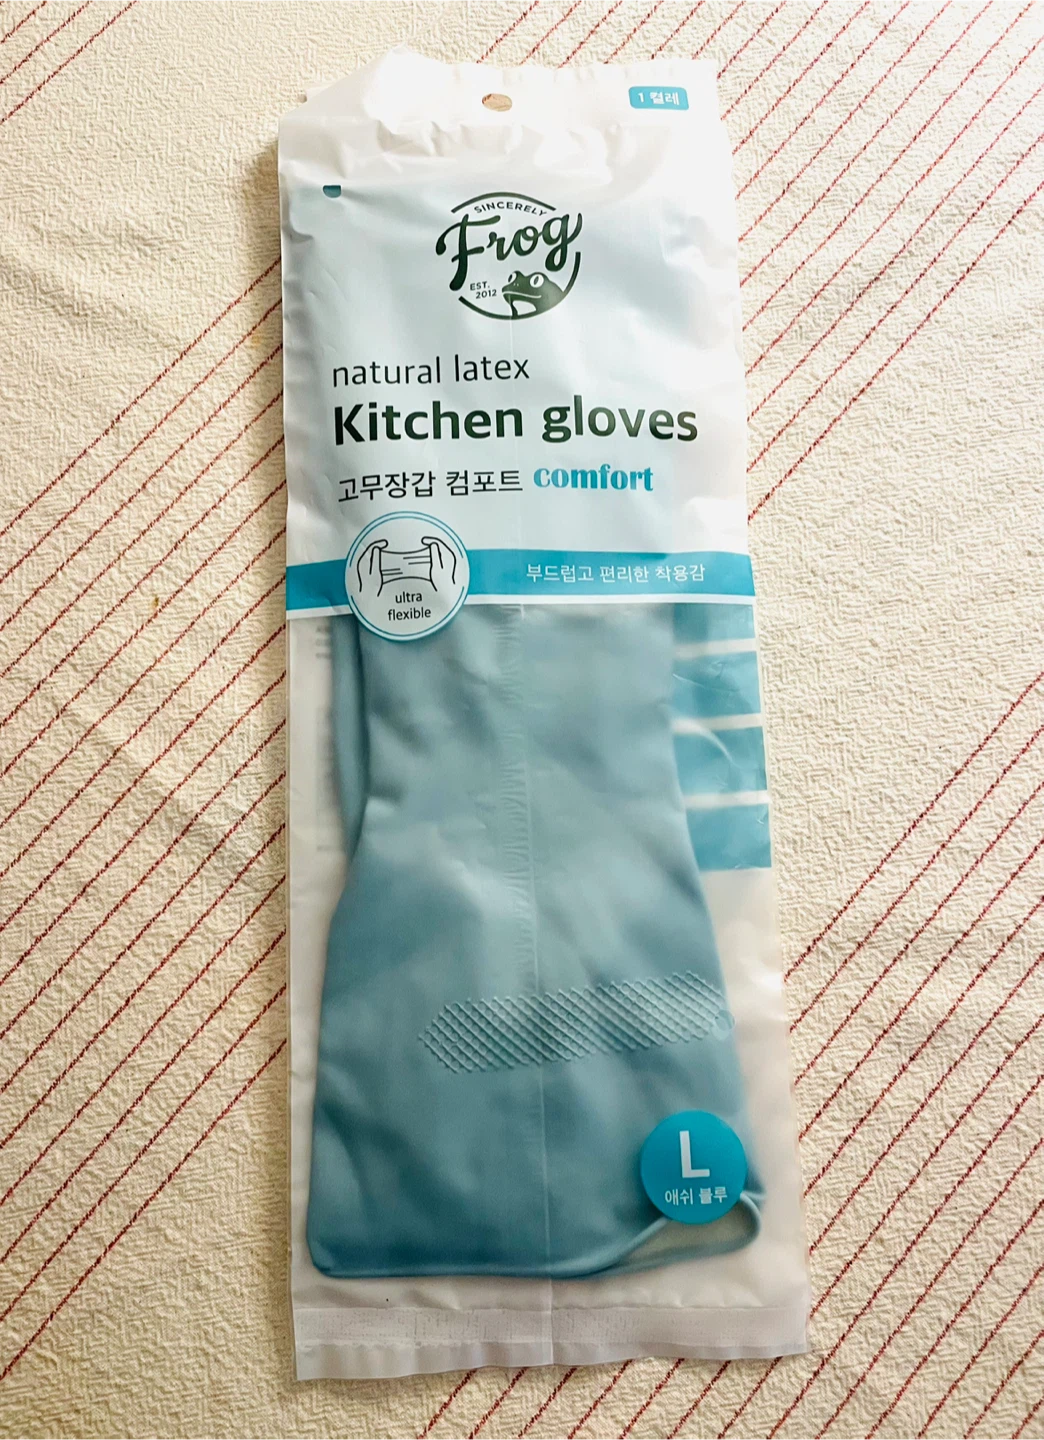 1 켤레
SINCERELY
Frog
EST.
2012
natural latex
Kitchen gloves
고무장갑 컴포트 comfort
부드럽고 편리한 착용감
ultra
flexible
L
애쉬 블루